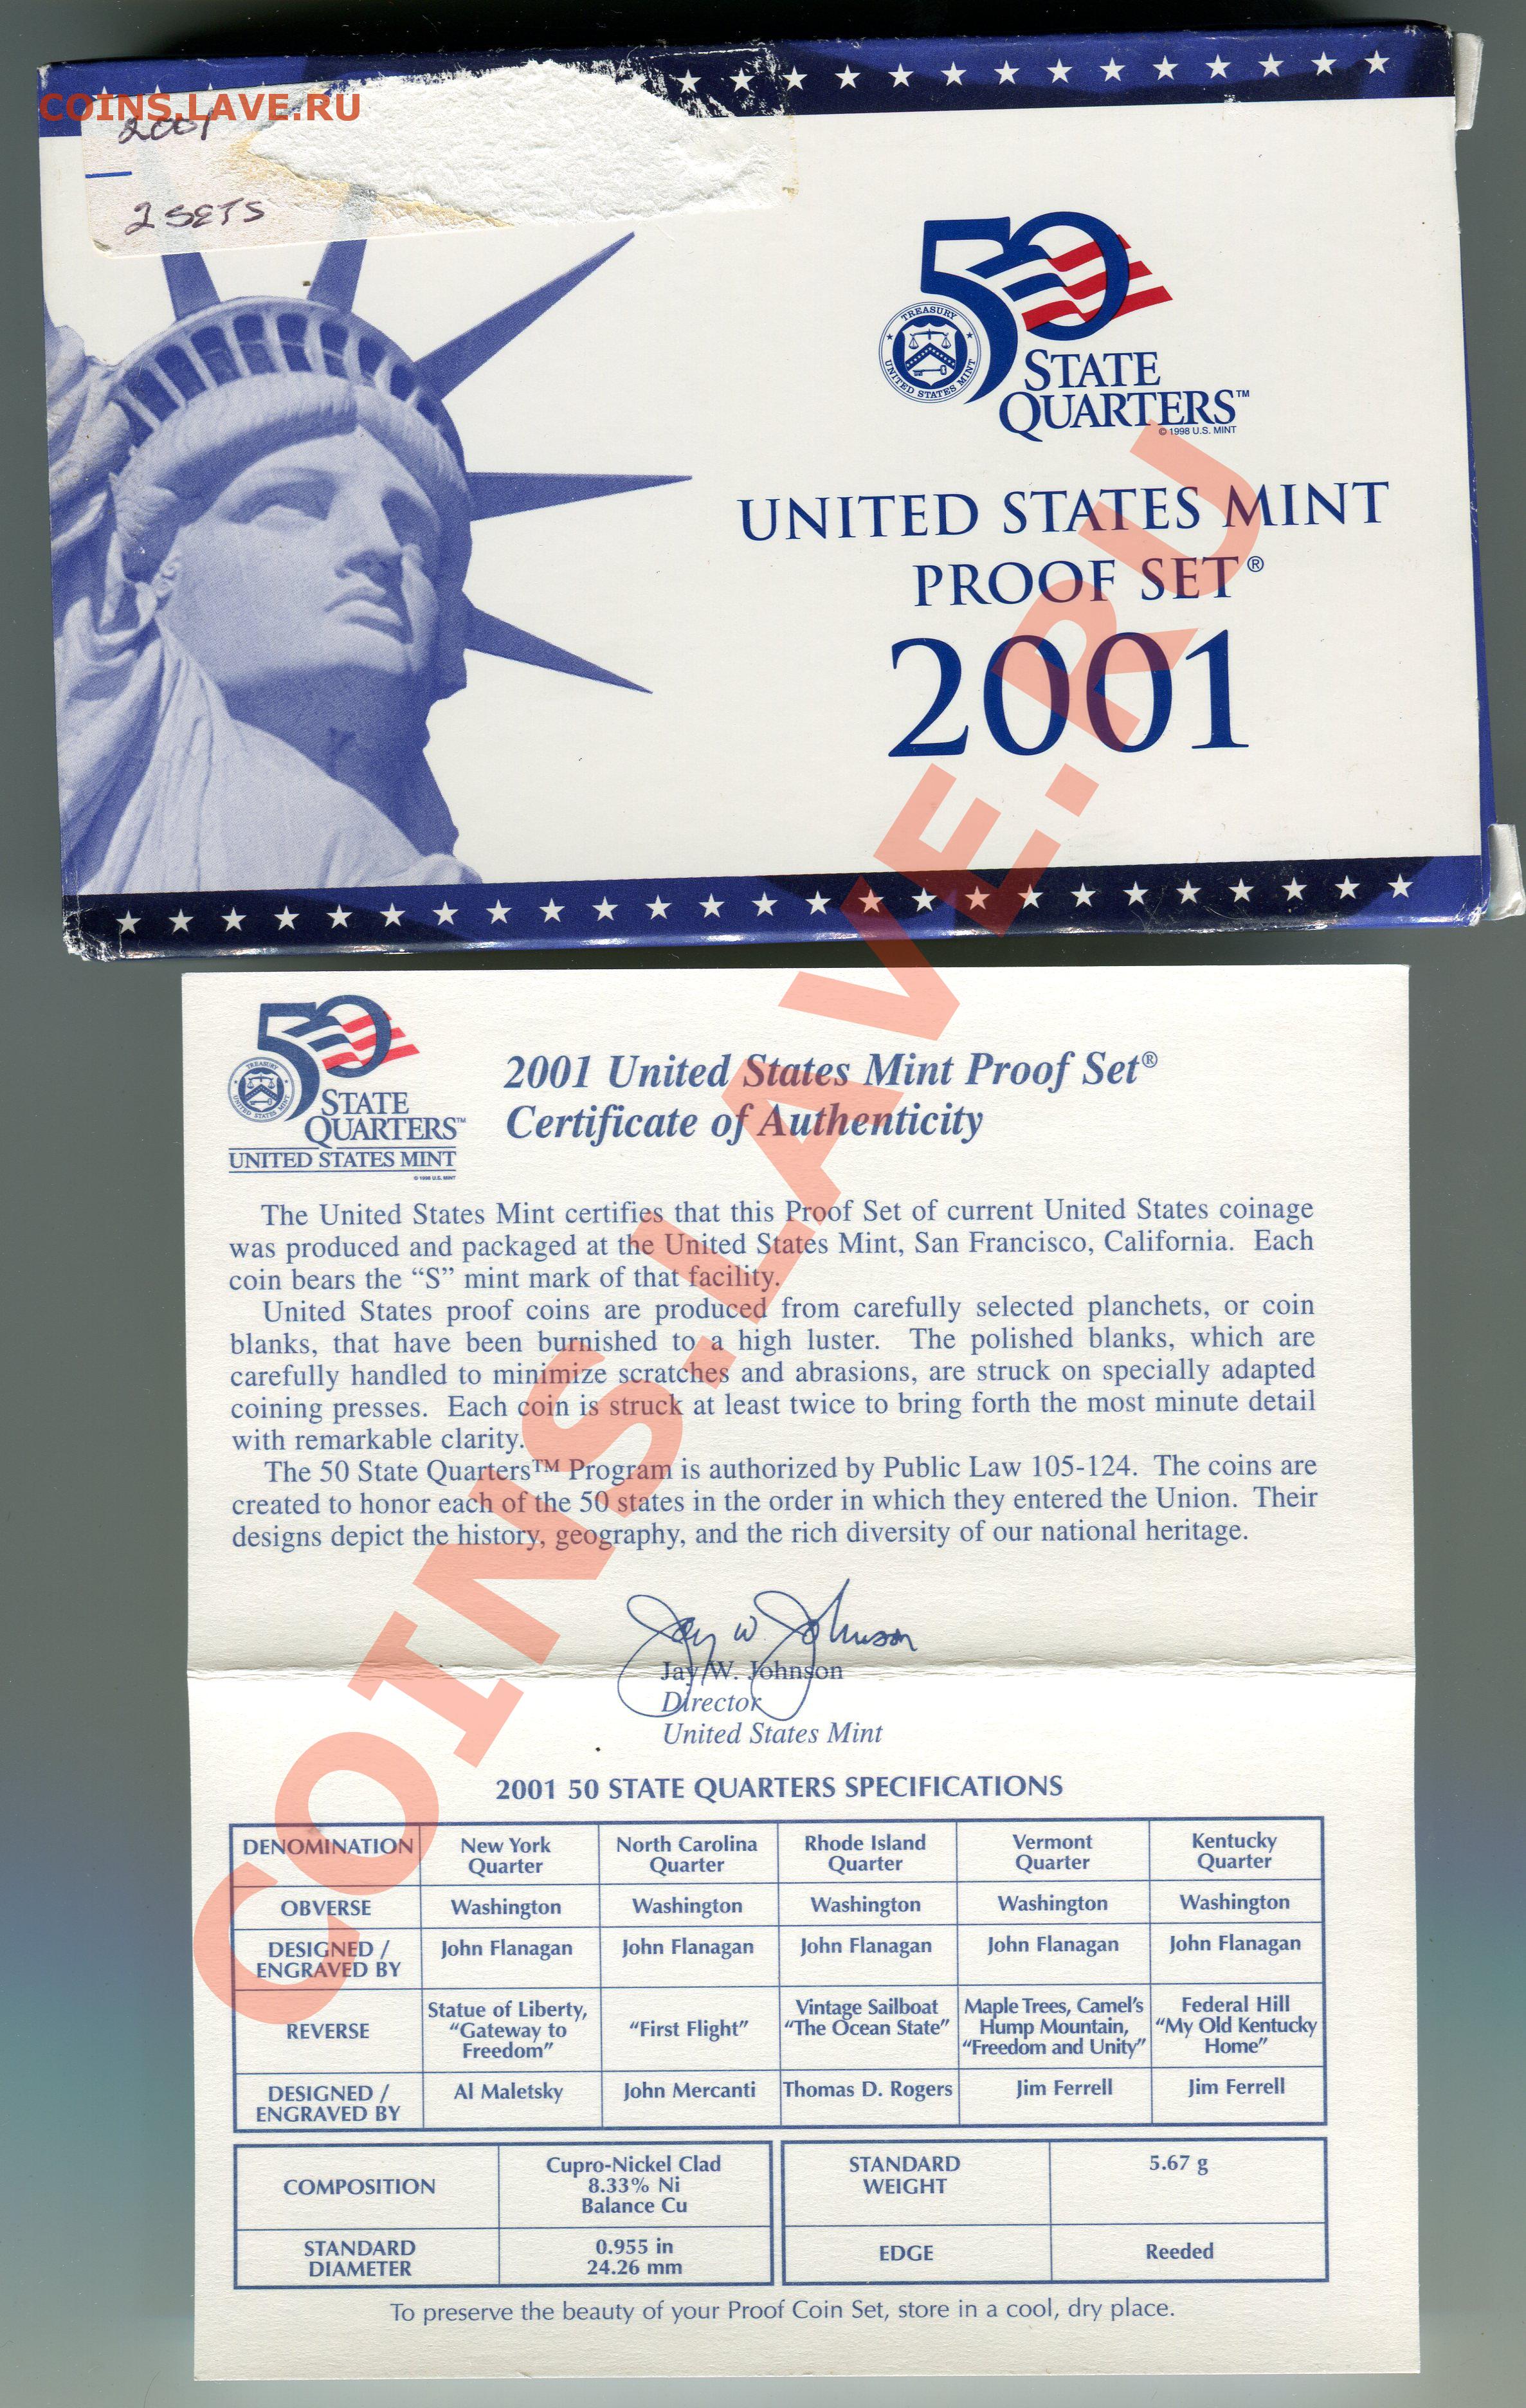 COINS.LAVE.RU
2001
2 SETS
50
TREASURY
UNITED STATES MINT
STATE
QUARTERS™
© 1998 U.S. MINT
UNITED STATES MINT
PROOF SET®
2001
50
TREASURY
UNITED STATES MINT
STATE
QUARTERS™
UNITED STATES MINT
© 1998 U.S. MINT
2001 United States Mint Proof Set®
Certificate of Authenticity
The United States Mint certifies that this Proof Set of current United States coinage
was produced and packaged at the United States Mint, San Francisco, California. Each
coin bears the “S” mint mark of that facility.
United States proof coins are produced from carefully selected planchets, or coin
blanks, that have been burnished to a high luster. The polished blanks, which are
carefully handled to minimize scratches and abrasions, are struck on specially adapted
coining presses. Each coin is struck at least twice to bring forth the most minute detail
with remarkable clarity.
The 50 State Quarters™ Program is authorized by Public Law 105-124. The coins are
created to honor each of the 50 states in the order in which they entered the Union. Their
designs depict the history, geography, and the rich diversity of our national heritage.
Jay W. Johnson
Jay W. Johnson
Director
United States Mint
2001 50 STATE QUARTERS SPECIFICATIONS
DENOMINATION New York Quarter North Carolina Quarter Rhode Island Quarter Vermont Quarter Kentucky Quarter
OBVERSE Washington Washington Washington Washington Washington
DESIGNED / ENGRAVED BY John Flanagan John Flanagan John Flanagan John Flanagan John Flanagan
REVERSE Statue of Liberty, “Gateway to Freedom” “First Flight” Vintage Sailboat “The Ocean State” Maple Trees, Camel’s Hump Mountain, “Freedom and Unity” Federal Hill “My Old Kentucky Home”
DESIGNED / ENGRAVED BY Al Maletsky John Mercanti Thomas D. Rogers Jim Ferrell Jim Ferrell
COMPOSITION Cupro-Nickel Clad 8.33% Ni Balance Cu STANDARD WEIGHT 5.67 g
STANDARD DIAMETER 0.955 in 24.26 mm EDGE Reeded
To preserve the beauty of your Proof Coin Set, store in a cool, dry place.
COINS.LAVE.RU